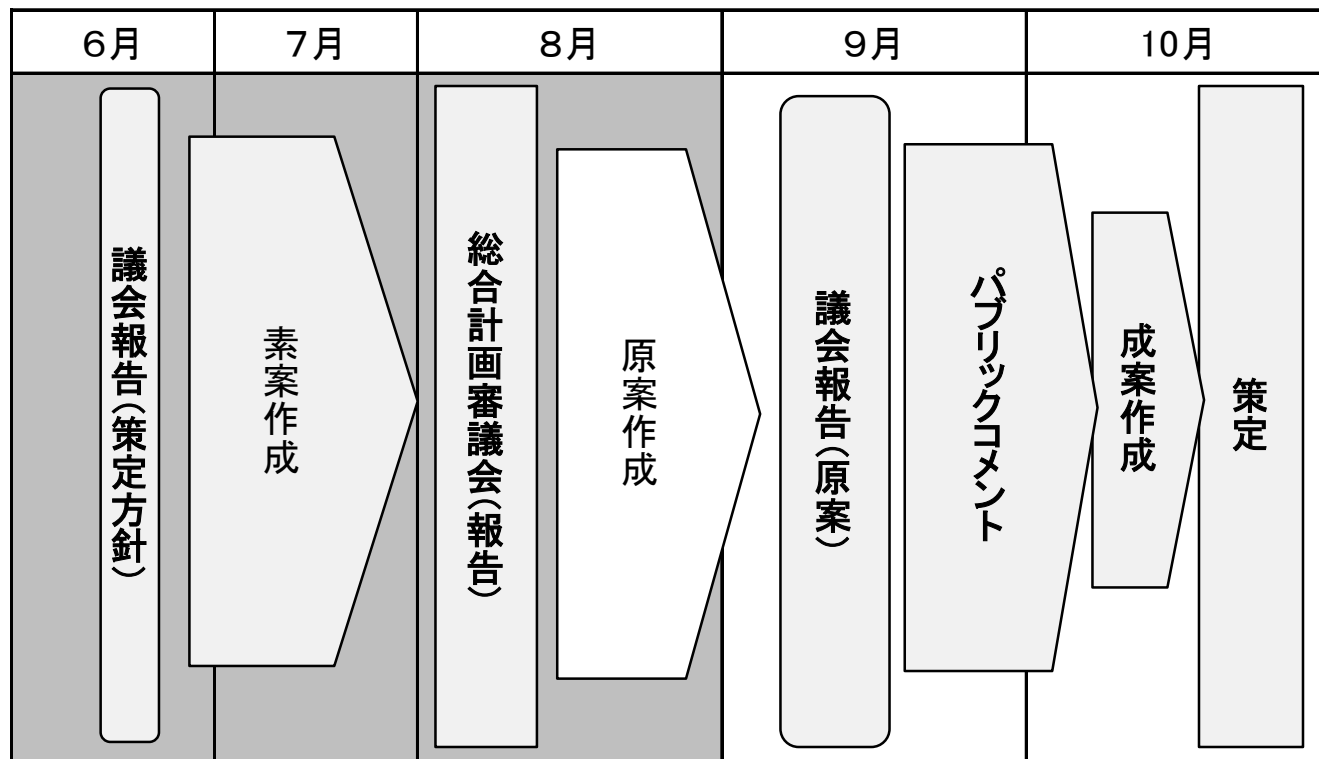 ６月
７月
８月
９月
10月
議会報告（策定方針）
素案作成
総合計画審議会（報告）
原案作成
議会報告（原案）
パブリックコメント
成案作成
策定